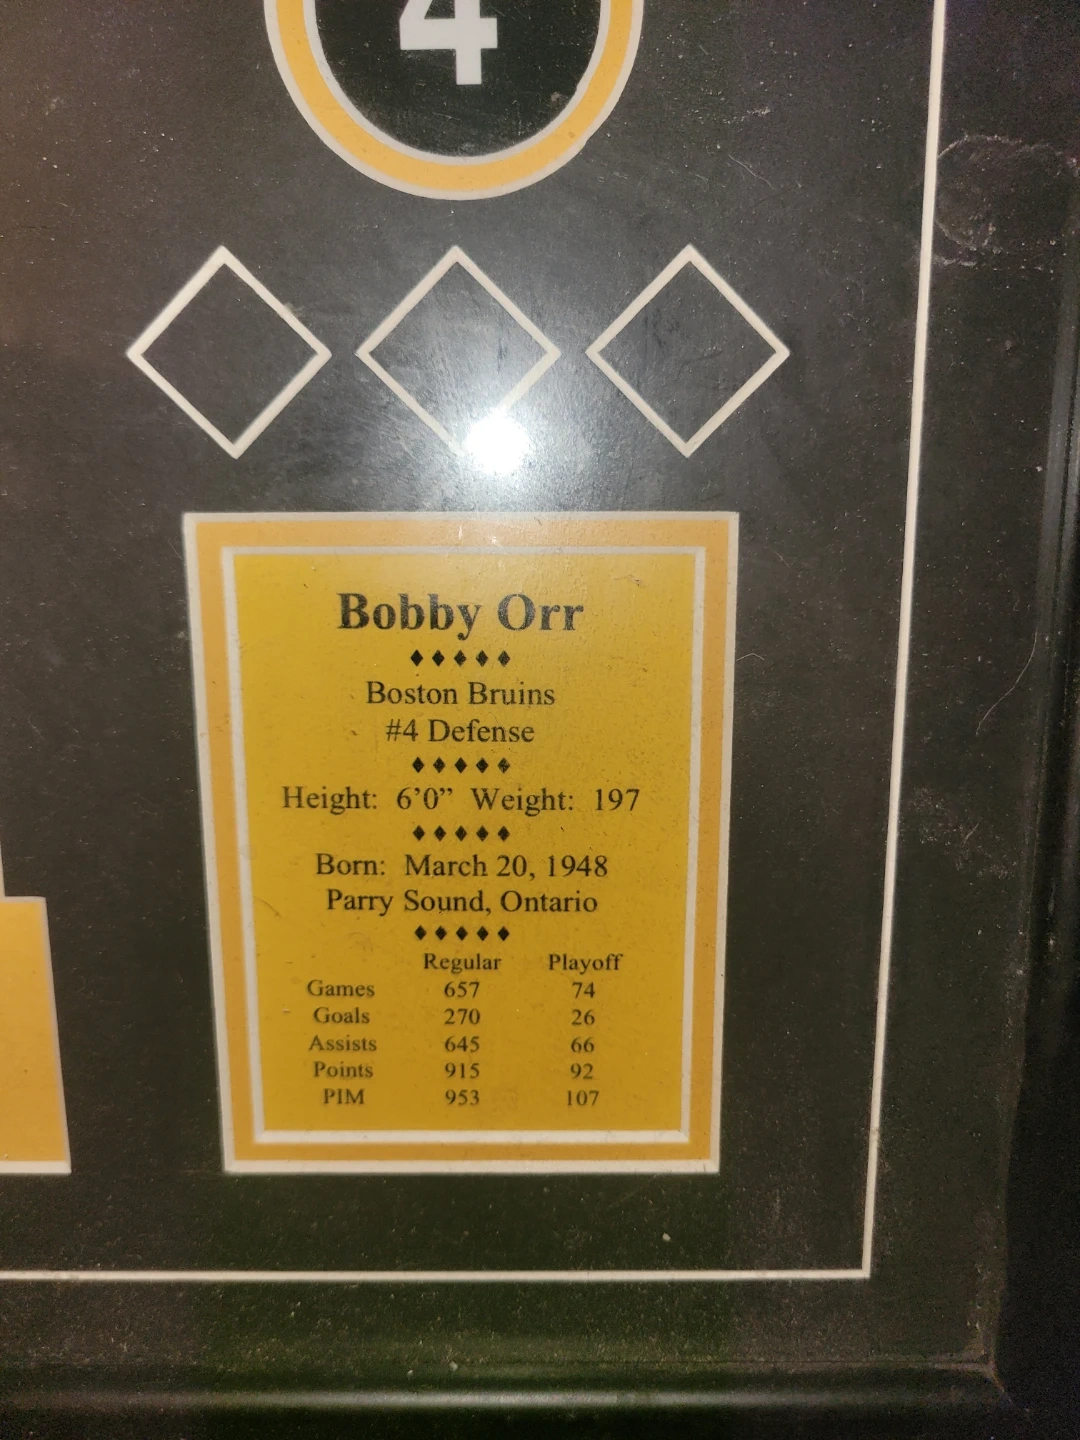 4
Bobby Orr
♦♦♦♦♦
Boston Bruins
#4 Defense
♦♦♦♦♦
Height: 6’0” Weight: 197
♦♦♦♦♦
Born: March 20, 1948
Parry Sound, Ontario
♦♦♦♦♦
Regular Playoff
Games 657 74
Goals 270 26
Assists 645 66
Points 915 92
PIM 953 107